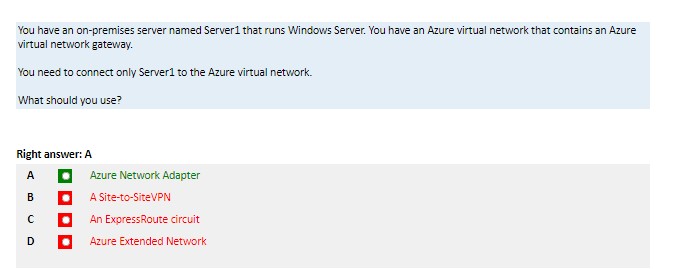 You have an on-premises server named Server1 that runs Windows Server. You have an Azure virtual network that contains an Azure
virtual network gateway.
You need to connect only Server1 to the Azure virtual network.
What should you use?
Right answer: A
A Azure Network Adapter
B A Site-to-SiteVPN
C An ExpressRoute circuit
D Azure Extended Network